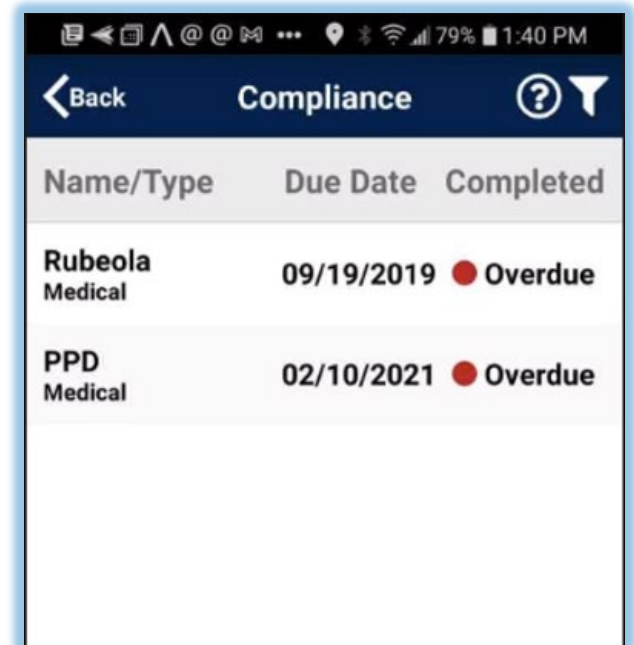 @ @ 79% 1:40 PM
Back Compliance ?
Name/Type Due Date Completed
Rubeola 09/19/2019 Overdue
Medical
PPD 02/10/2021 Overdue
Medical